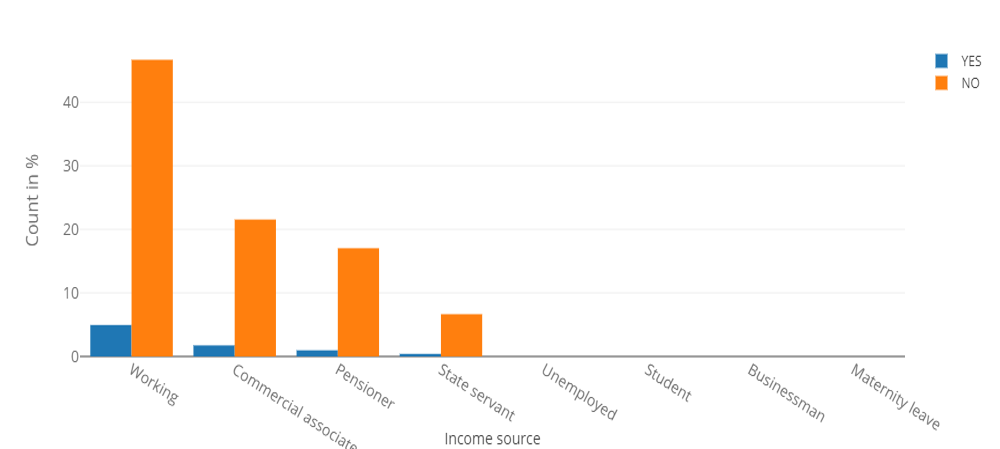 YES
NO
Count in %
40
30
20
10
0
Working
Commercial associate
Pensioner
State servant
Unemployed
Student
Businessman
Maternity leave
Income source